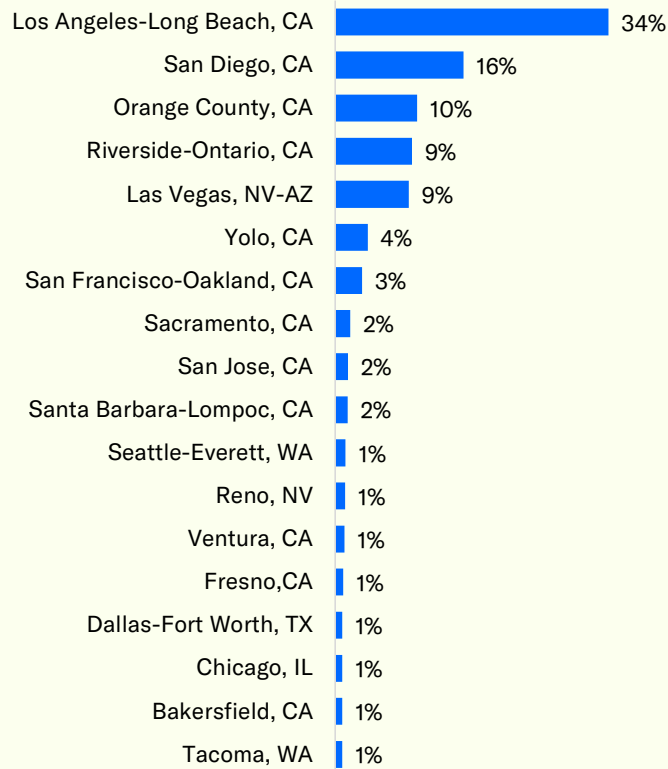 Los Angeles-Long Beach, CA 34%
San Diego, CA 16%
Orange County, CA 10%
Riverside-Ontario, CA 9%
Las Vegas, NV-AZ 9%
Yolo, CA 4%
San Francisco-Oakland, CA 3%
Sacramento, CA 2%
San Jose, CA 2%
Santa Barbara-Lompoc, CA 2%
Seattle-Everett, WA 1%
Reno, NV 1%
Ventura, CA 1%
Fresno,CA 1%
Dallas-Fort Worth, TX 1%
Chicago, IL 1%
Bakersfield, CA 1%
Tacoma, WA 1%